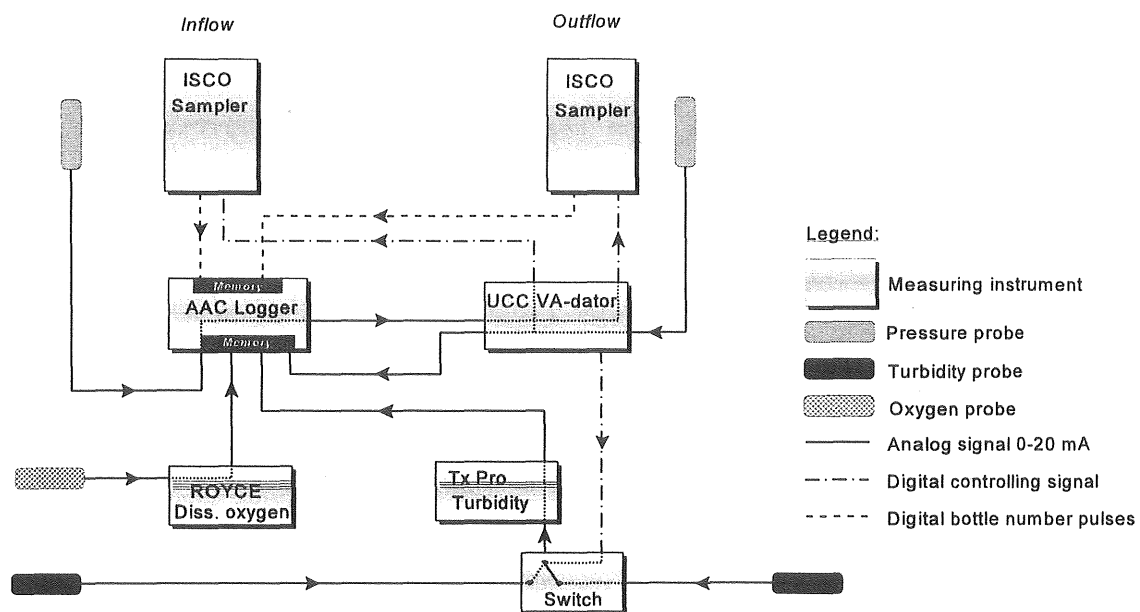 Inflow
Outflow
ISCO
Sampler
ISCO
Sampler
Memory
AAC Logger
Memory
UCC VA-dator
ROYCE
Diss. oxygen
Tx Pro
Turbidity
Switch
Legend:
Measuring instrument
Pressure probe
Turbidity probe
Oxygen probe
Analog signal 0-20 mA
Digital controlling signal
Digital bottle number pulses